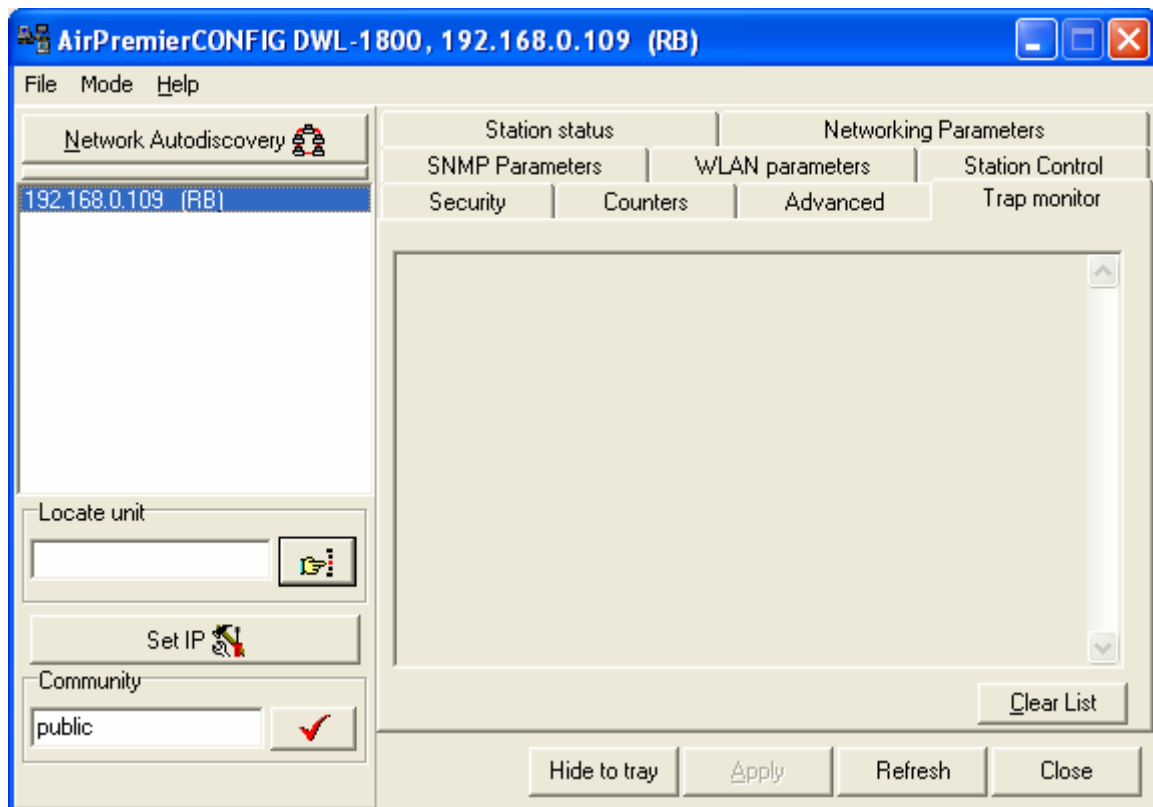 AirPremierCONFIG DWL-1800, 192.168.0.109 (RB)
File Mode Help
Network Autodiscovery
192.168.0.109 (RB)
Locate unit
Set IP
Community
public
Station status Networking Parameters
SNMP Parameters WLAN parameters Station Control
Security Counters Advanced Trap monitor
Clear List
Hide to tray Apply Refresh Close